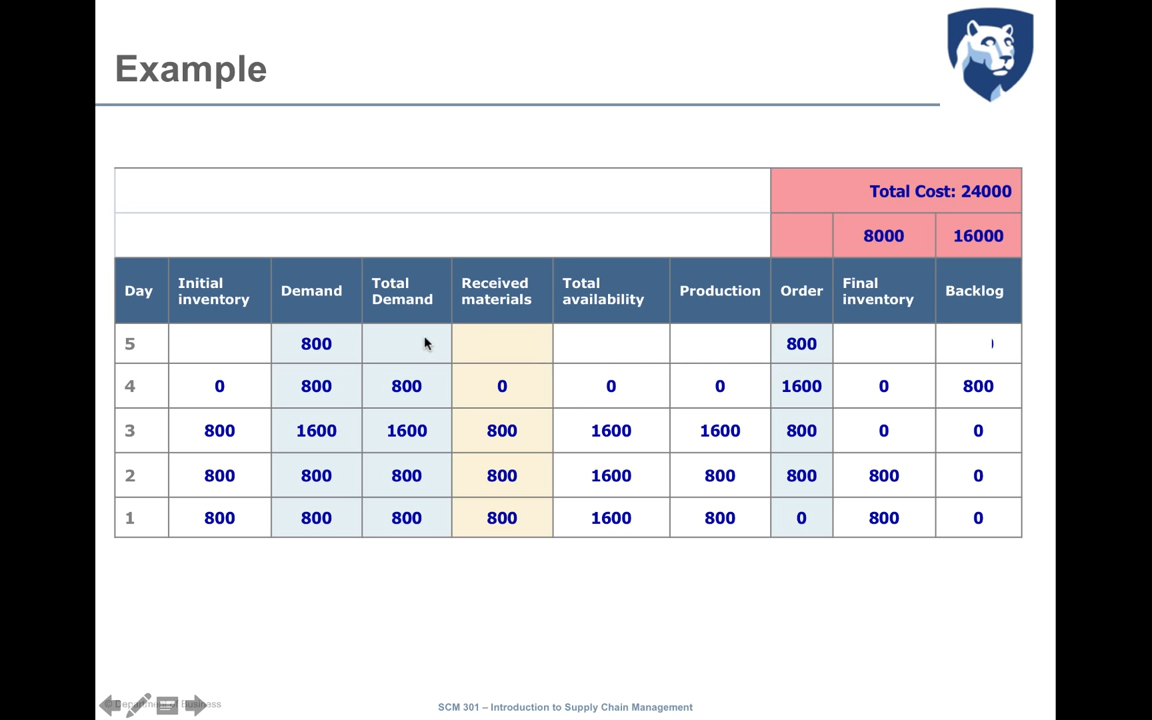 Example
Total Cost: 24000
8000 16000
Day Initial inventory Demand Total Demand Received materials Total availability Production Order Final inventory Backlog
5 800 800
4 0 800 800 0 0 0 1600 0 800
3 800 1600 1600 800 1600 1600 800 0 0
2 800 800 800 800 1600 800 800 800 0
1 800 800 800 800 1600 800 0 800 0
© Department of Business
SCM 301 – Introduction to Supply Chain Management